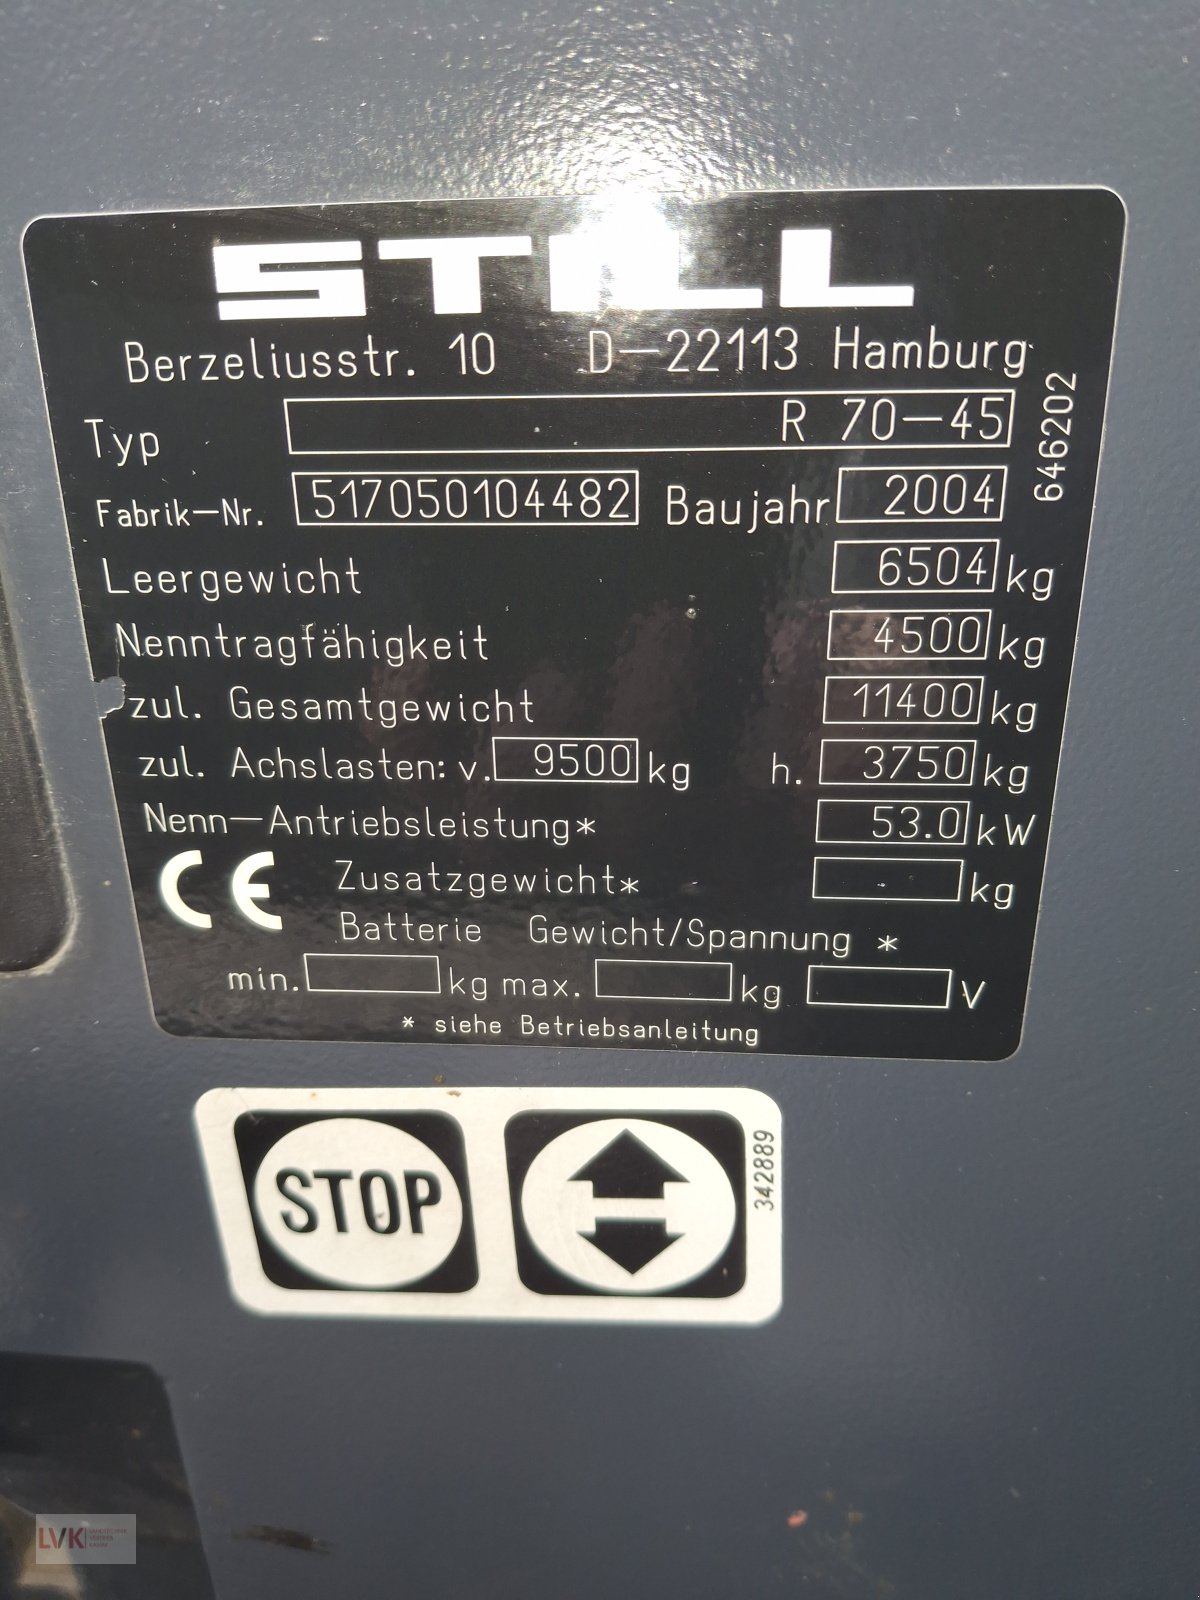 STILL
Berzeliusstr. 10 D-22113 Hamburg
Typ R 70-45
646202
Fabrik-Nr. 517050104482 Baujahr 2004
Leergewicht 6504 kg
Nenntragfähigkeit 4500 kg
zul. Gesamtgewicht 11400 kg
zul. Achslasten: v. 9500 kg h. 3750 kg
Nenn-Antriebsleistung* 53.0 kW
CE Zusatzgewicht* kg
Batterie Gewicht/Spannung *
min. kg max. kg V
* siehe Betriebsanleitung
STOP
342889
LVK